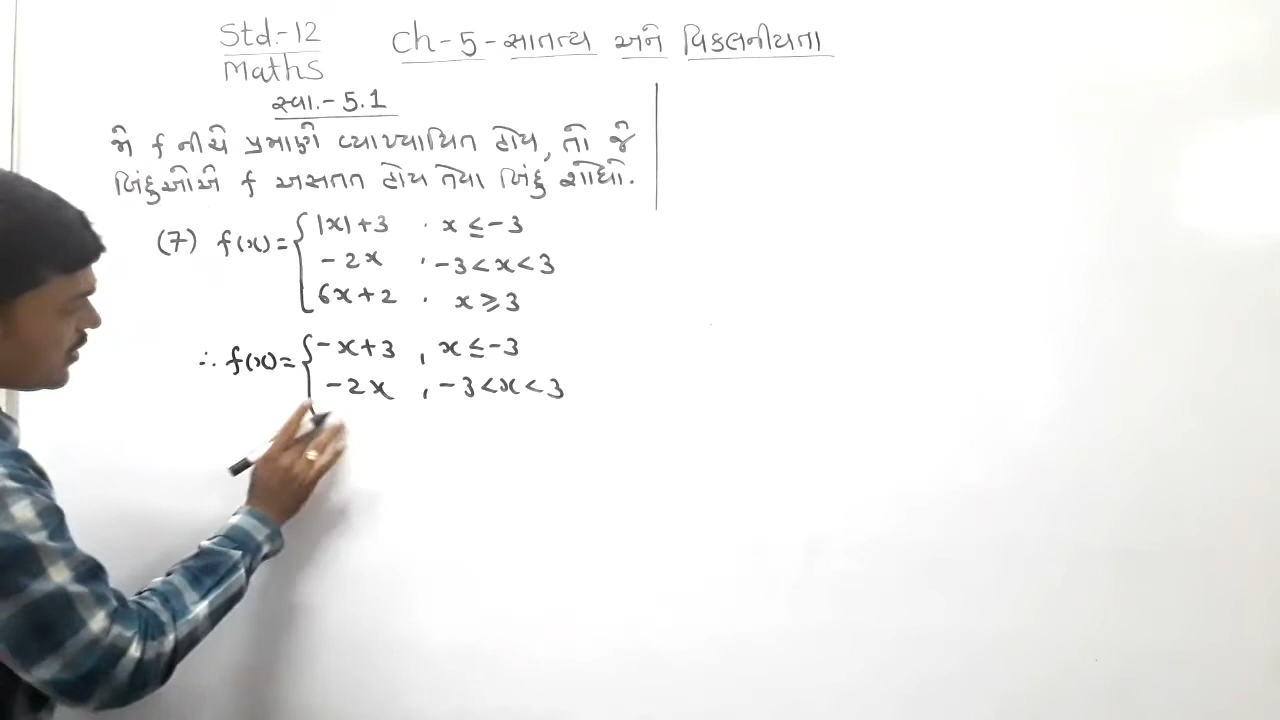 Std.-12 Ch-5-સાતત્ય અને વિકલનીયતા
Maths
સ્વા.-5.1
જો f નીચે પ્રમાણે વ્યાખ્યાયિત હોય, તો જે
બિંદુઓએ f અસતત હોય તેવા બિંદુ શોધો.
(7) f(x) = { |x|+3 , x ≤ -3
-2x , -3 < x < 3
6x+2 , x ≥ 3
∴ f(x) = { -x+3 , x ≤ -3
-2x , -3 < x < 3